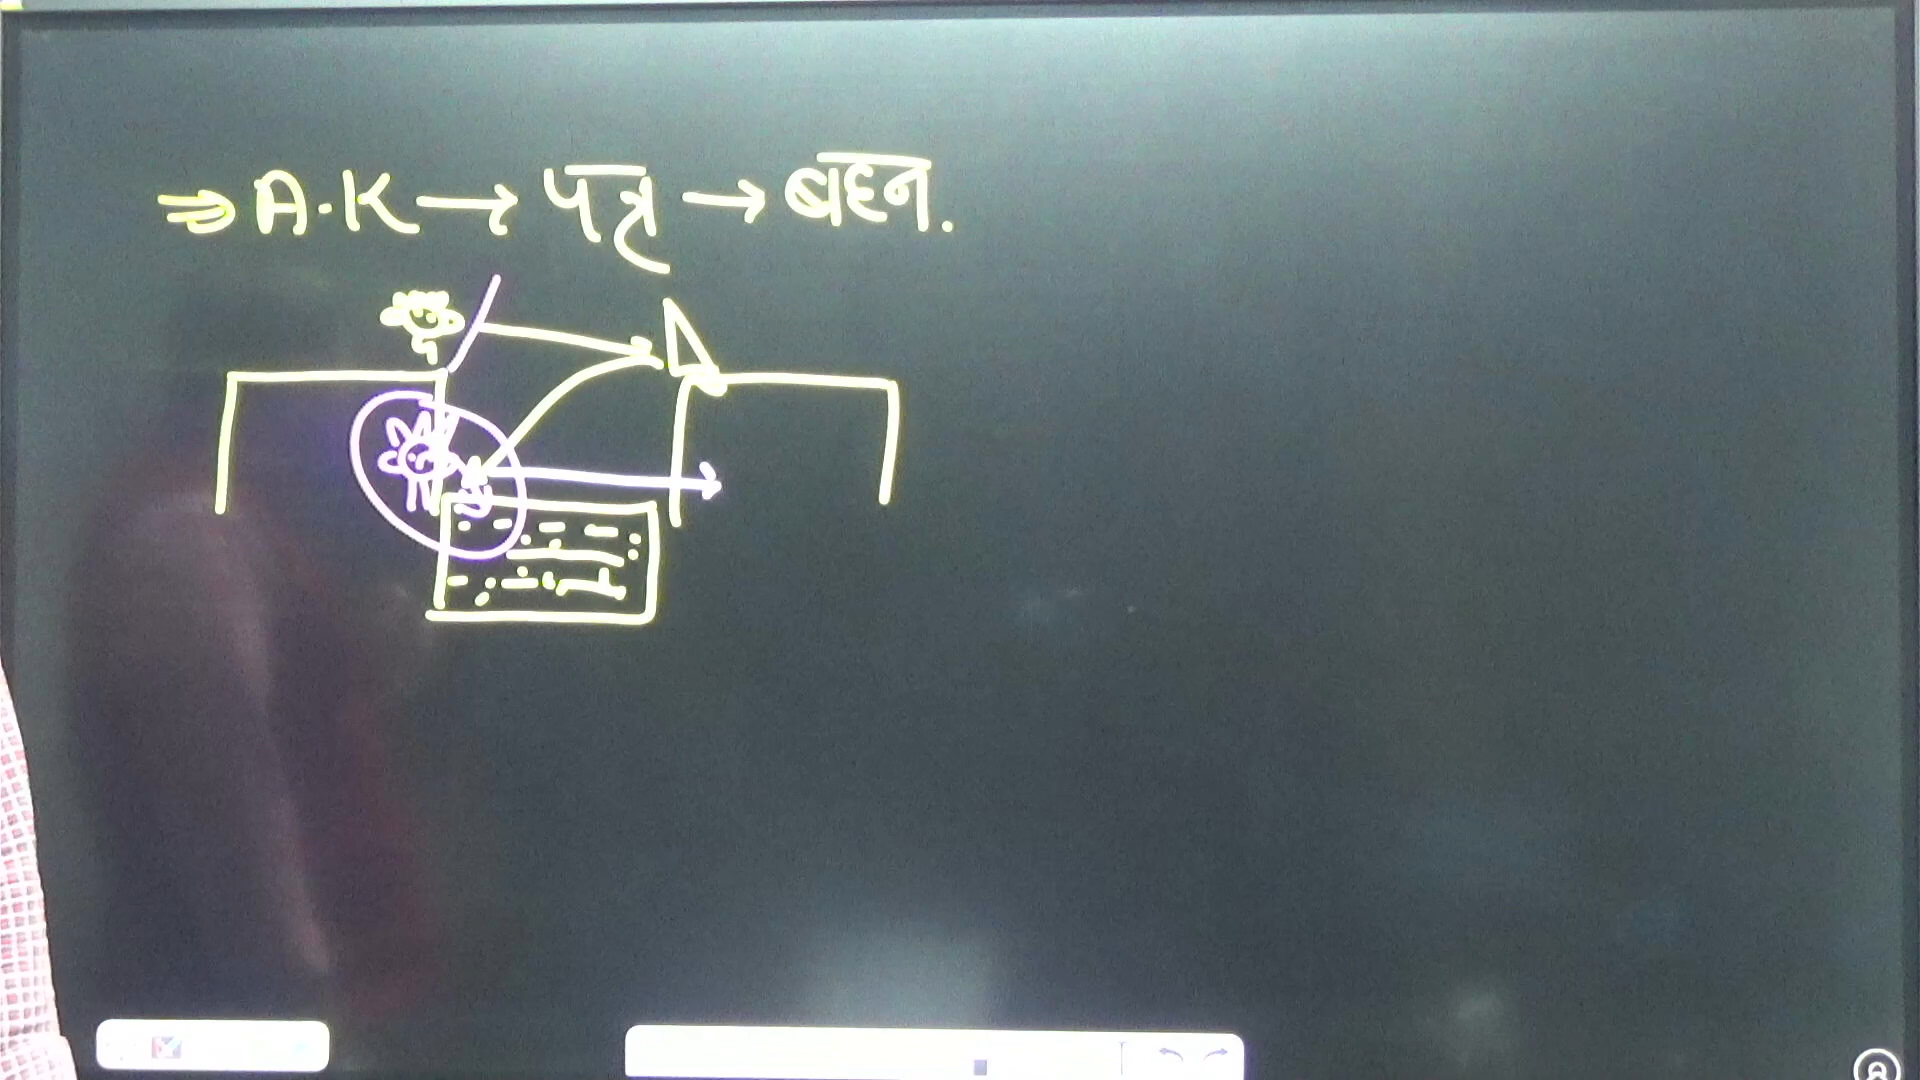 ⇒ A.K → पत्र → बहन.